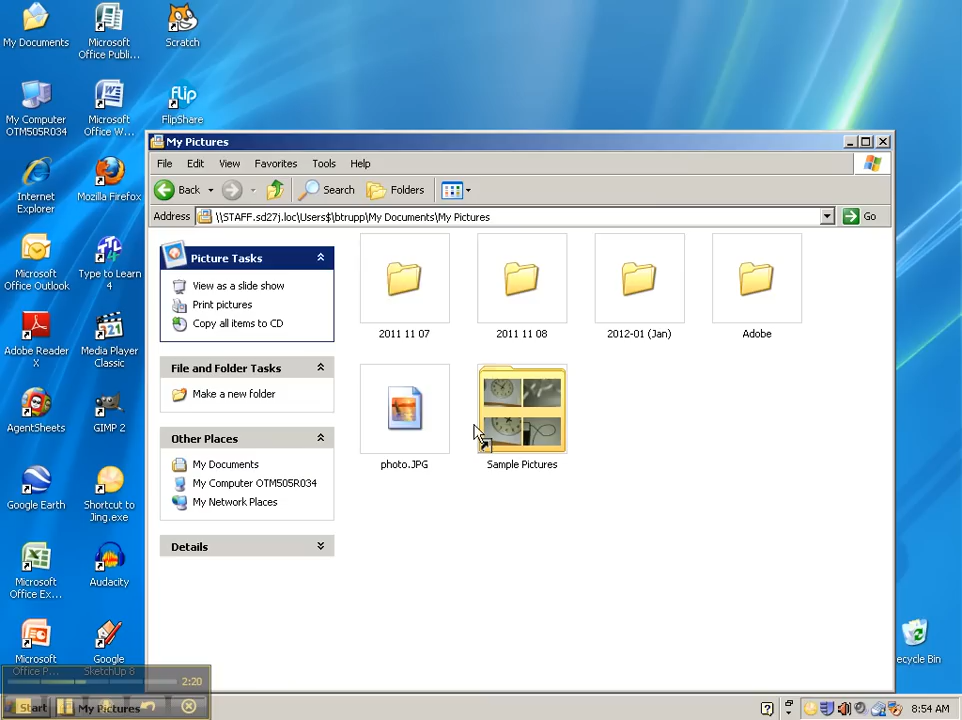 My Documents
Microsoft
Office Publi...
Scratch
My Computer
OTM505R034
Microsoft
Office W...
flip
FlipShare
Internet
Explorer
Mozilla Firefox
Microsoft
Office Outlook
Type to Learn
4
Adobe Reader
X
321
Media Player
Classic
AgentSheets
GIMP 2
Google Earth
Shortcut to
Jing.exe
Microsoft
Office Ex...
Audacity
Microsoft
Office P...
Google
SketchUp 8
My Pictures
File Edit View Favorites Tools Help
Back Search Folders
Address \\STAFF.sd27j.loc\Users$\btrupp\My Documents\My Pictures Go
Picture Tasks
View as a slide show
Print pictures
Copy all items to CD
File and Folder Tasks
Make a new folder
Other Places
My Documents
My Computer OTM505R034
My Network Places
Details
2011 11 07
2011 11 08
2012-01 (Jan)
Adobe
photo.JPG
Sample Pictures
ecycle Bin
2:20
Start
My Pictures
8:54 AM